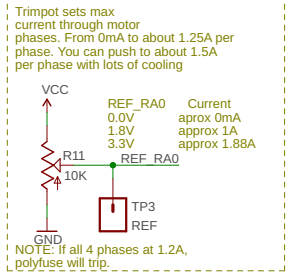 Trimpot sets max
current through motor
phases. From 0mA to about 1.25A per
phase. You can push to about 1.5A
per phase with lots of cooling
VCC
REF_RA0 Current
0.0V aprox 0mA
1.8V approx 1A
3.3V approx 1.88A
R11
10K
REF_RA0
TP3
REF
GND
NOTE: If all 4 phases at 1.2A,
polyfuse will trip.